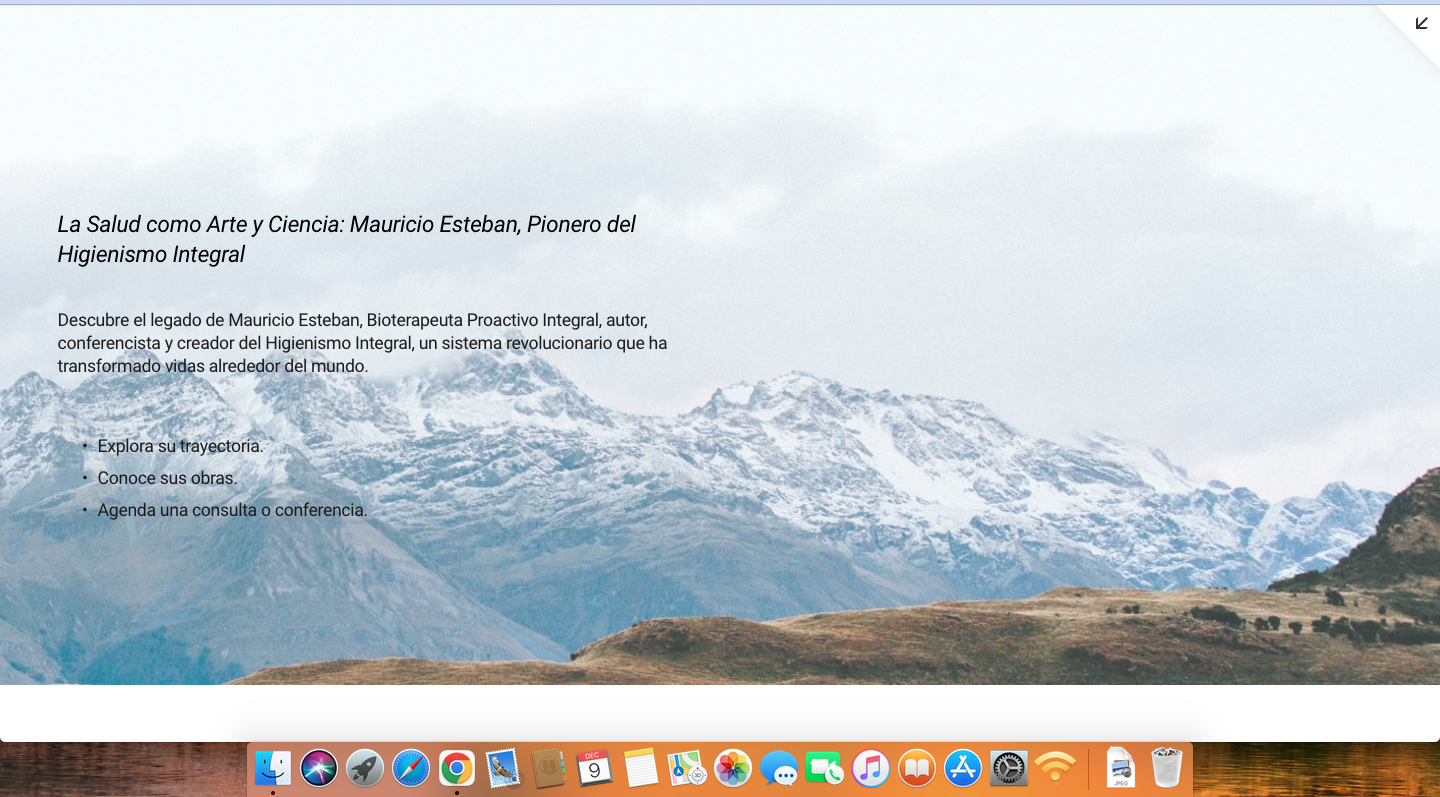 La Salud como Arte y Ciencia: Mauricio Esteban, Pionero del
Higienismo Integral
Descubre el legado de Mauricio Esteban, Bioterapeuta Proactivo Integral, autor,
conferencista y creador del Higienismo Integral, un sistema revolucionario que ha
transformado vidas alrededor del mundo.
• Explora su trayectoria.
• Conoce sus obras.
• Agenda una consulta o conferencia.
DEC
9
3D
JPEG